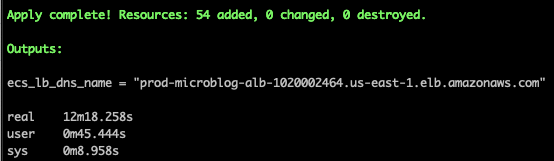 Apply complete! Resources: 54 added, 0 changed, 0 destroyed.
Outputs:
ecs_lb_dns_name = "prod-microblog-alb-1020002464.us-east-1.elb.amazonaws.com"
real 12m18.258s
user 0m45.444s
sys 0m8.958s